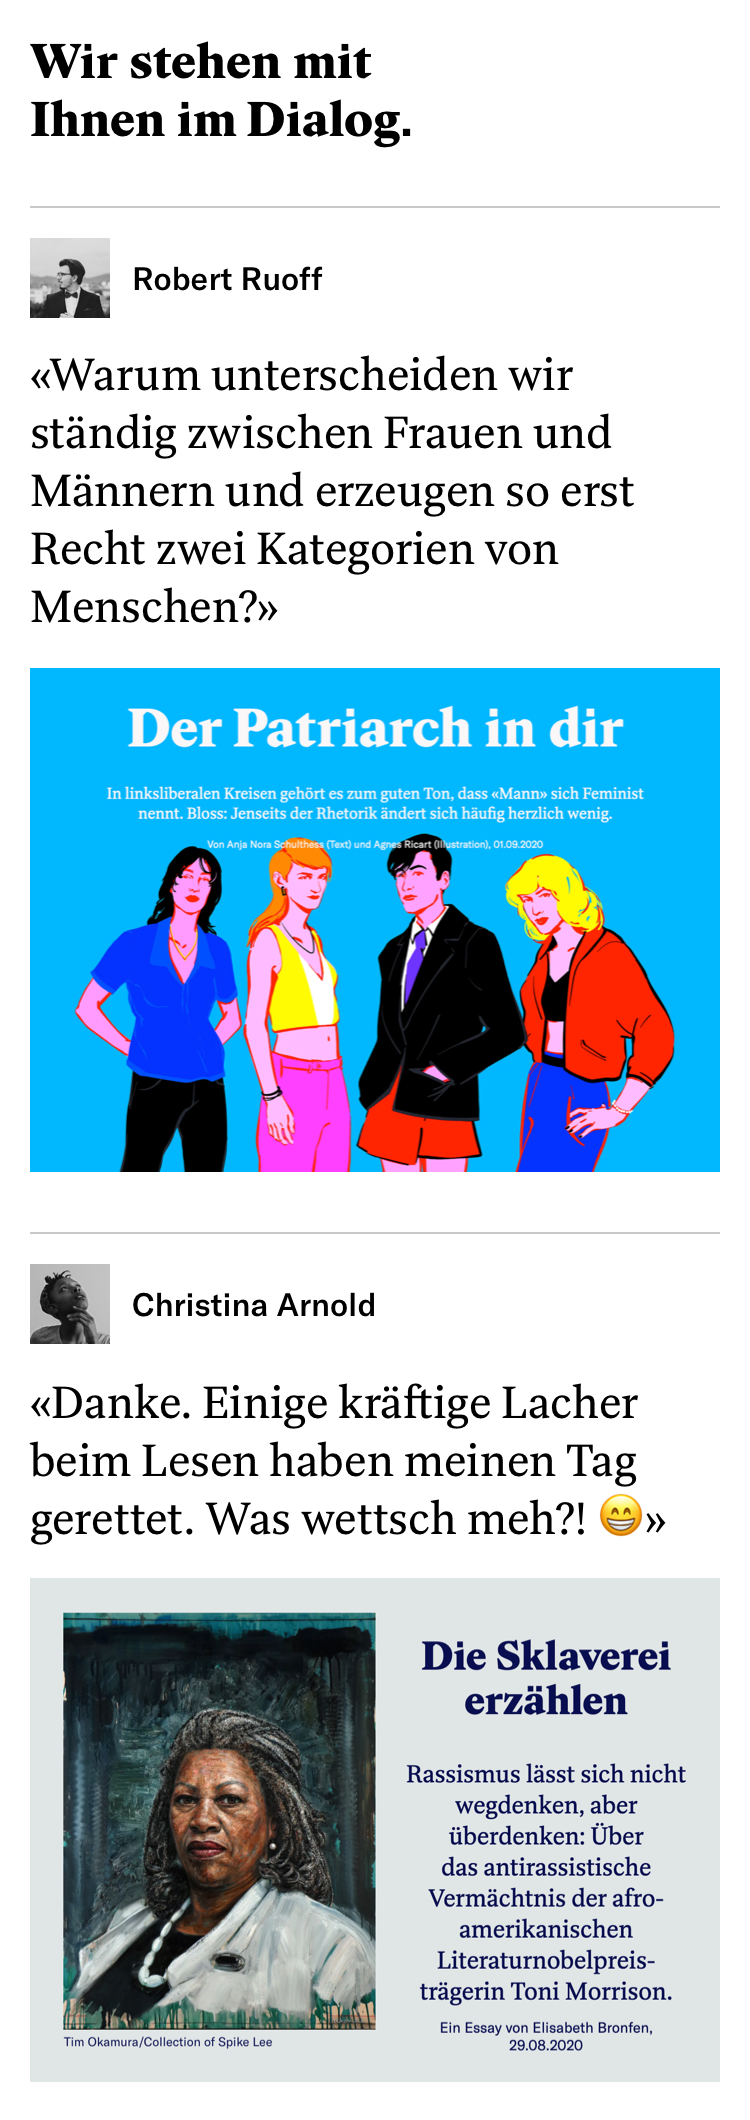 Wir stehen mit
Ihnen im Dialog.
Robert Ruoff
«Warum unterscheiden wir
ständig zwischen Frauen und
Männern und erzeugen so erst
Recht zwei Kategorien von
Menschen?»
Der Patriarch in dir
In linksliberalen Kreisen gehört es zum guten Ton, dass «Mann» sich Feminist
nennt. Bloss: Jenseits der Rhetorik ändert sich häufig herzlich wenig.
Von Anja Nora Schulthess (Text) und Agnes Ricart (Illustration), 01.09.2020
Christina Arnold
«Danke. Einige kräftige Lacher
beim Lesen haben meinen Tag
gerettet. Was wettsch meh?! 😁»
Die Sklaverei
erzählen
Rassismus lässt sich nicht
wegdenken, aber
überdenken: Über
das antirassistische
Vermächtnis der afro-
amerikanischen
Literaturnobelpreis-
trägerin Toni Morrison.
Ein Essay von Elisabeth Bronfen,
29.08.2020
Tim Okamura/Collection of Spike Lee